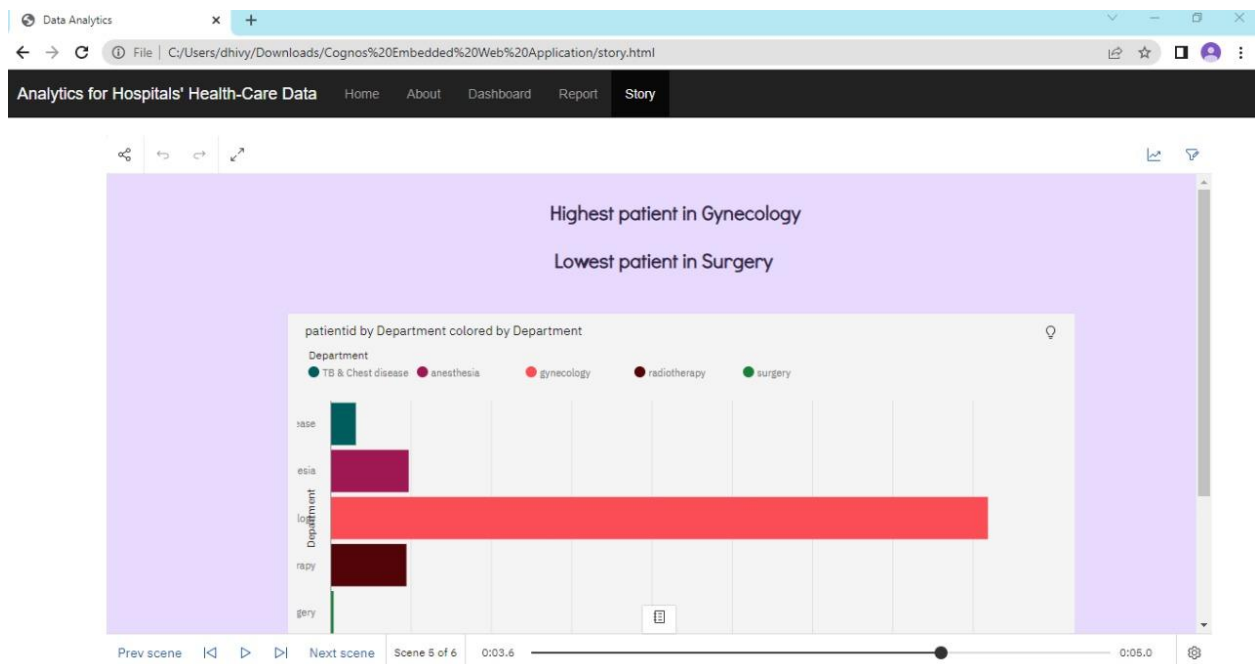 Data Analytics
File | C:/Users/dhivy/Downloads/Cognos%20Embedded%20Web%20Application/story.html
Analytics for Hospitals' Health-Care Data Home About Dashboard Report Story
Highest patient in Gynecology
Lowest patient in Surgery
patientid by Department colored by Department
Department
TB & Chest disease anesthesia gynecology radiotherapy surgery
ease
esia
Department
rapy
gery
Prev scene Next scene Scene 5 of 6 0:03.6 0:05.0